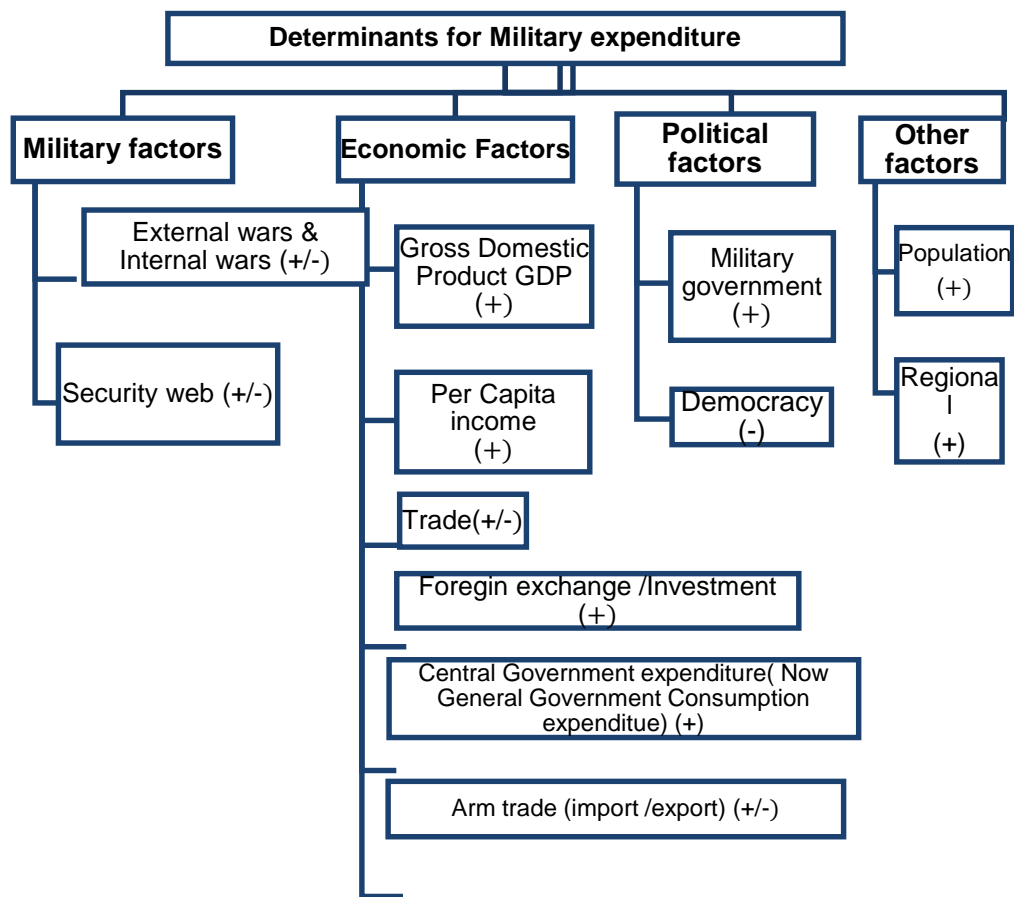 Determinants for Military expenditure
Military factors
External wars &
Internal wars (+/-)
Security web (+/-)
Economic Factors
Gross Domestic
Product GDP
(+)
Per Capita
income
(+)
Trade(+/-)
Foregin exchange /Investment
(+)
Central Government expenditure( Now
General Government Consumption
expenditue) (+)
Arm trade (import /export) (+/-)
Political
factors
Military
government
(+)
Democracy
(-)
Other
factors
Population
(+)
Regiona
l
(+)